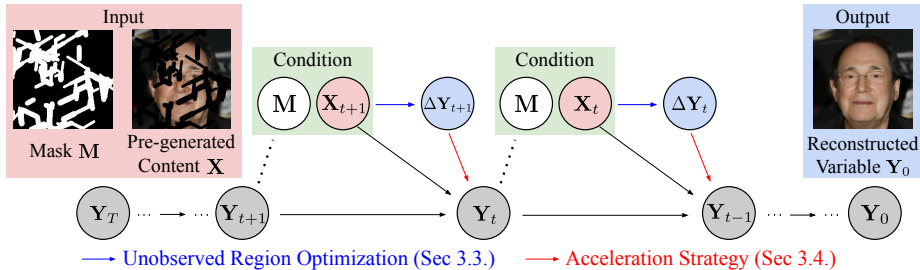 Input
Mask M
Pre-generated
Content X
Condition
M
X_{t+1}
ΔY_{t+1}
Condition
M
X_t
ΔY_t
Output
Reconstructed
Variable Y_0
Y_T ... → ... Y_{t+1}
Y_t
Y_{t−1} ... → ... Y_0
→ Unobserved Region Optimization (Sec 3.3.)
→ Acceleration Strategy (Sec 3.4.)